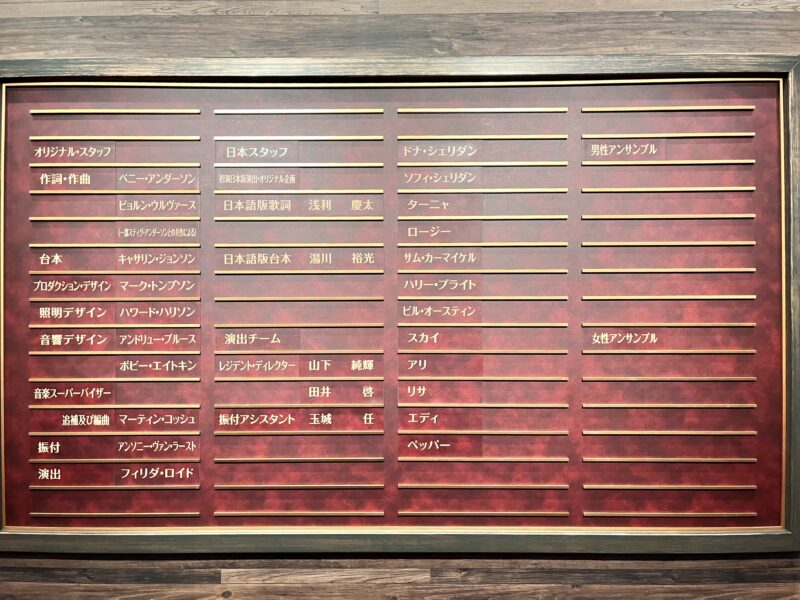 オリジナル・スタッフ
作詞・作曲 ベニー・アンダーソン
ビョルン・ウルヴァース
(一部スティグ・アンダーソンとの共作による)
台本 キャサリン・ジョンソン
プロダクション・デザイン マーク・トンプソン
照明デザイン ハワード・ハリソン
音響デザイン アンドリュー・ブルース
ボビー・エイトキン
音楽スーパーバイザー
追補及び編曲 マーティン・コッシュ
振付 アンソニー・ヴァン・ラースト
演出 フィリダ・ロイド
日本スタッフ
初演日本版演出・オリジナル企画
日本語版歌詞 浅利 慶太
日本語版台本 湯川 裕光
演出チーム
レジデント・ディレクター 山下 純輝
田井 啓
振付アシスタント 玉城 任
ドナ・シェリダン
ソフィ・シェリダン
ターニャ
ロージー
サム・カーマイケル
ハリー・ブライト
ビル・オースティン
スカイ
アリ
リサ
エディ
ペッパー
男性アンサンブル
女性アンサンブル